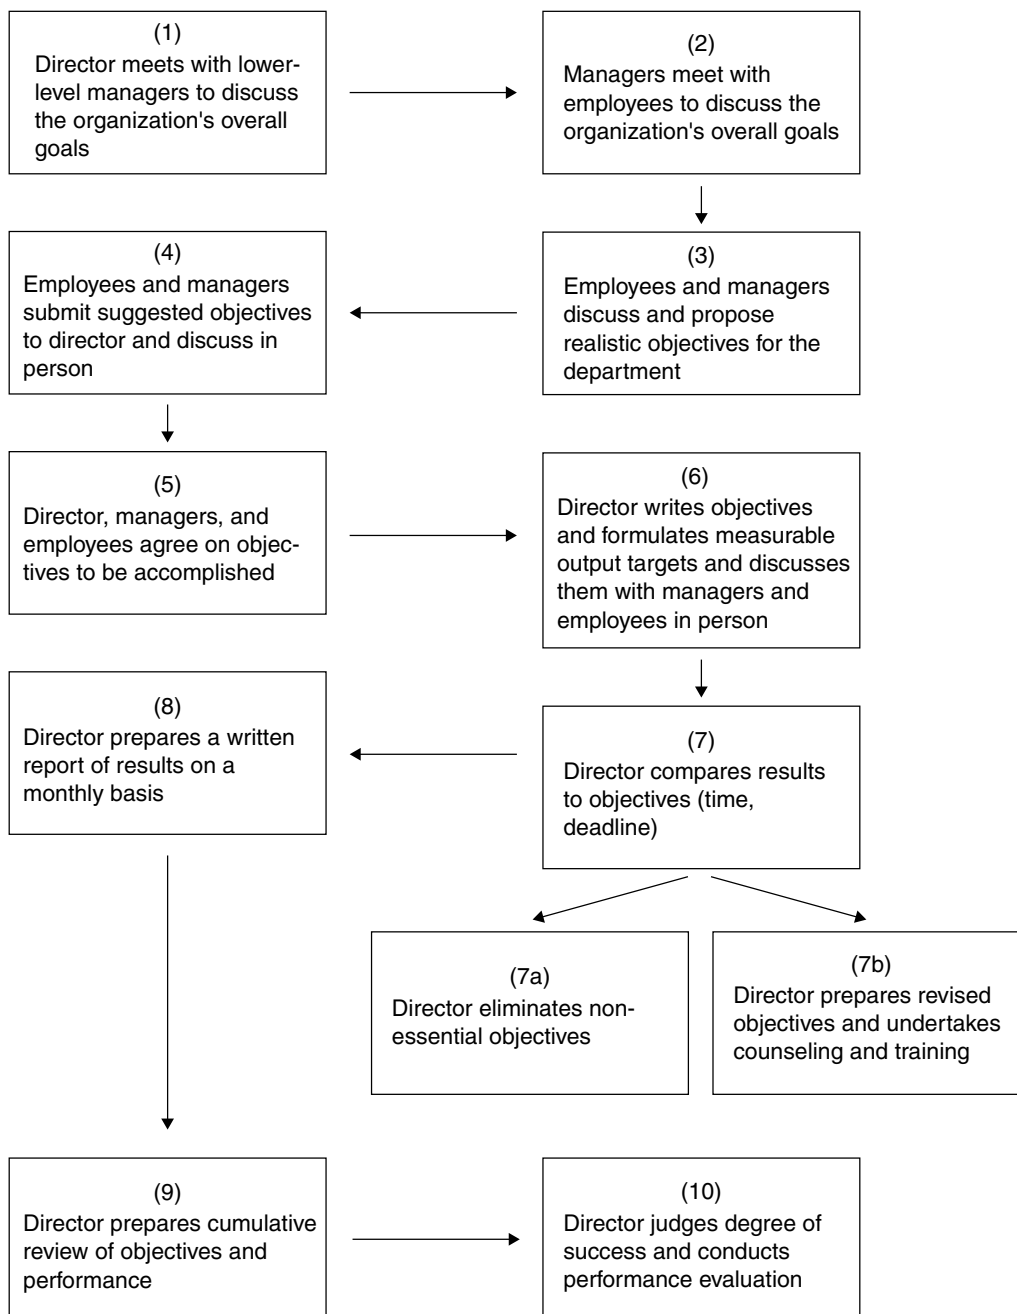 (1)
Director meets with lower-
level managers to discuss
the organization's overall
goals
(2)
Managers meet with
employees to discuss the
organization's overall goals
(3)
Employees and managers
discuss and propose
realistic objectives for the
department
(4)
Employees and managers
submit suggested objectives
to director and discuss in
person
(5)
Director, managers, and
employees agree on objec-
tives to be accomplished
(6)
Director writes objectives
and formulates measurable
output targets and discusses
them with managers and
employees in person
(7)
Director compares results
to objectives (time,
deadline)
(7a)
Director eliminates non-
essential objectives
(7b)
Director prepares revised
objectives and undertakes
counseling and training
(8)
Director prepares a written
report of results on a
monthly basis
(9)
Director prepares cumulative
review of objectives and
performance
(10)
Director judges degree of
success and conducts
performance evaluation